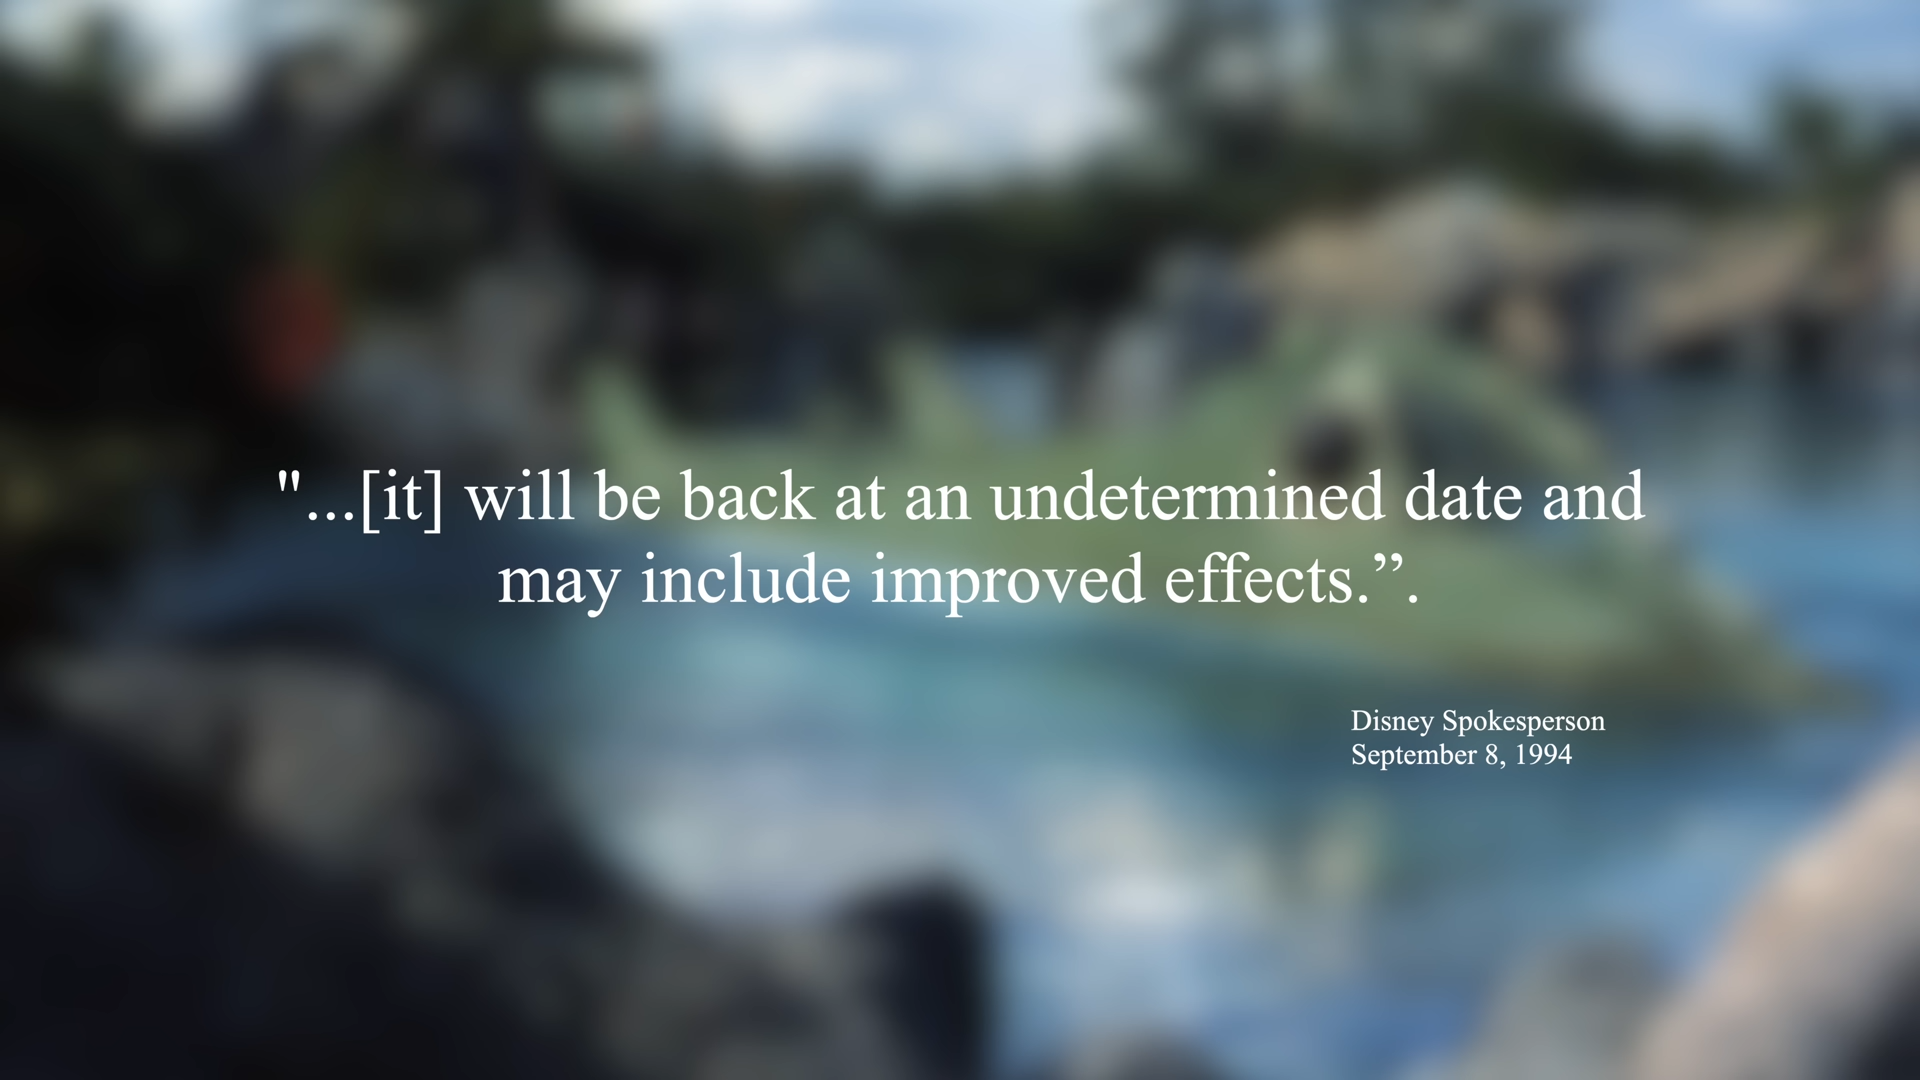 "...[it] will be back at an undetermined date and
may include improved effects.”.
Disney Spokesperson
September 8, 1994